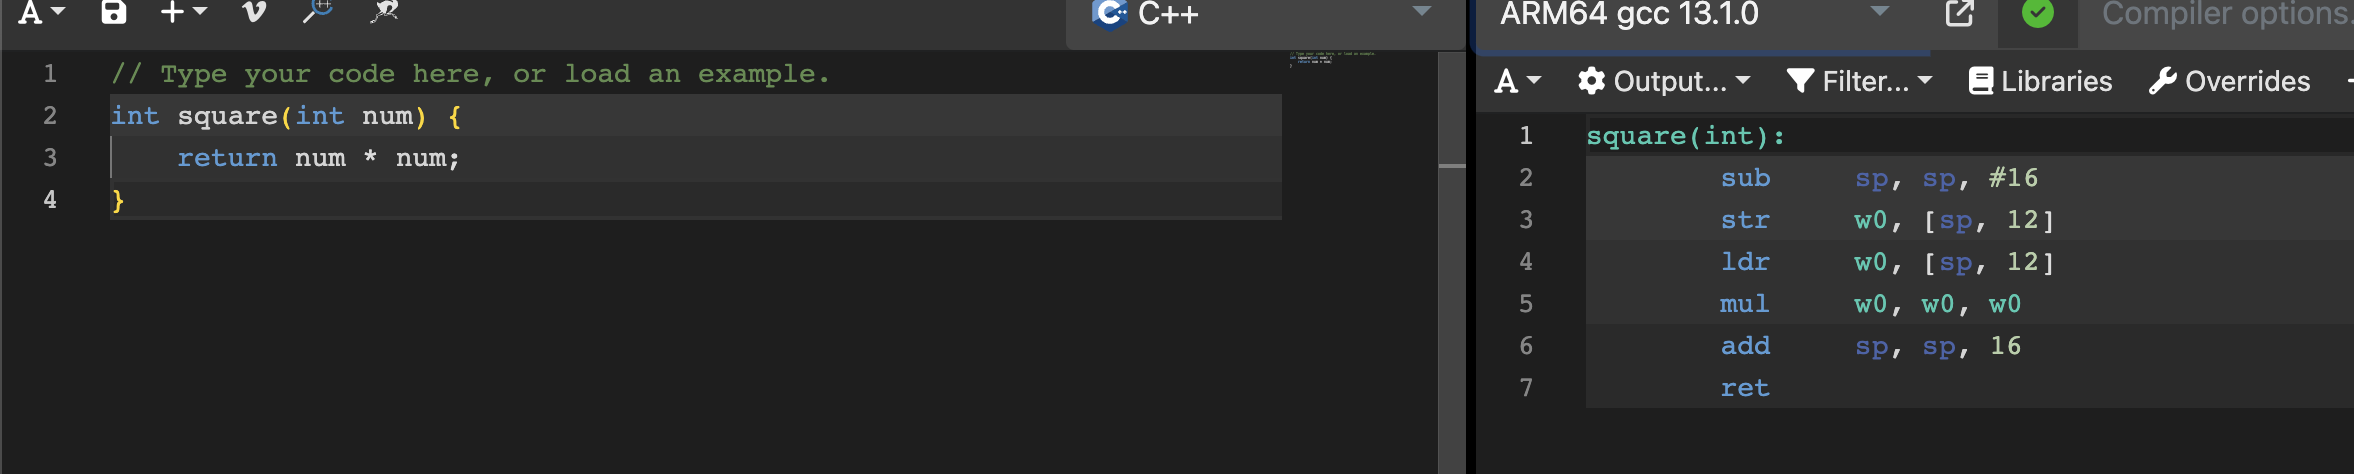 A
C++
1 // Type your code here, or load an example.
2 int square(int num) {
3     return num * num;
4 }
ARM64 gcc 13.1.0
Compiler options.
A Output... Filter... Libraries Overrides
1 square(int):
2         sub     sp, sp, #16
3         str     w0, [sp, 12]
4         ldr     w0, [sp, 12]
5         mul     w0, w0, w0
6         add     sp, sp, 16
7         ret